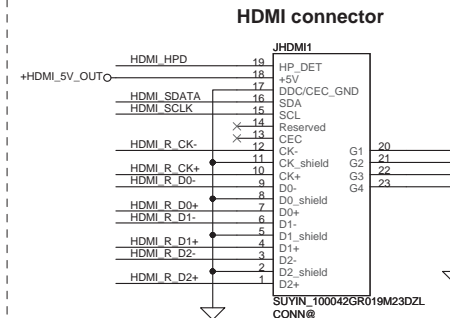 HDMI connector
JHDMI1
HDMI_HPD 19 HP_DET
+HDMI_5V_OUT 18 +5V
17 DDC/CEC_GND
HDMI_SDATA 16 SDA
HDMI_SCLK 15 SCL
14 Reserved
13 CEC
HDMI_R_CK- 12 CK- G1 20
11 CK_shield G2 21
HDMI_R_CK+ 10 CK+ G3 22
HDMI_R_D0- 9 D0- G4 23
8 D0_shield
HDMI_R_D0+ 7 D0+
HDMI_R_D1- 6 D1-
5 D1_shield
HDMI_R_D1+ 4 D1+
HDMI_R_D2- 3 D2-
2 D2_shield
HDMI_R_D2+ 1 D2+
SUYIN_100042GR019M23DZL
CONN@